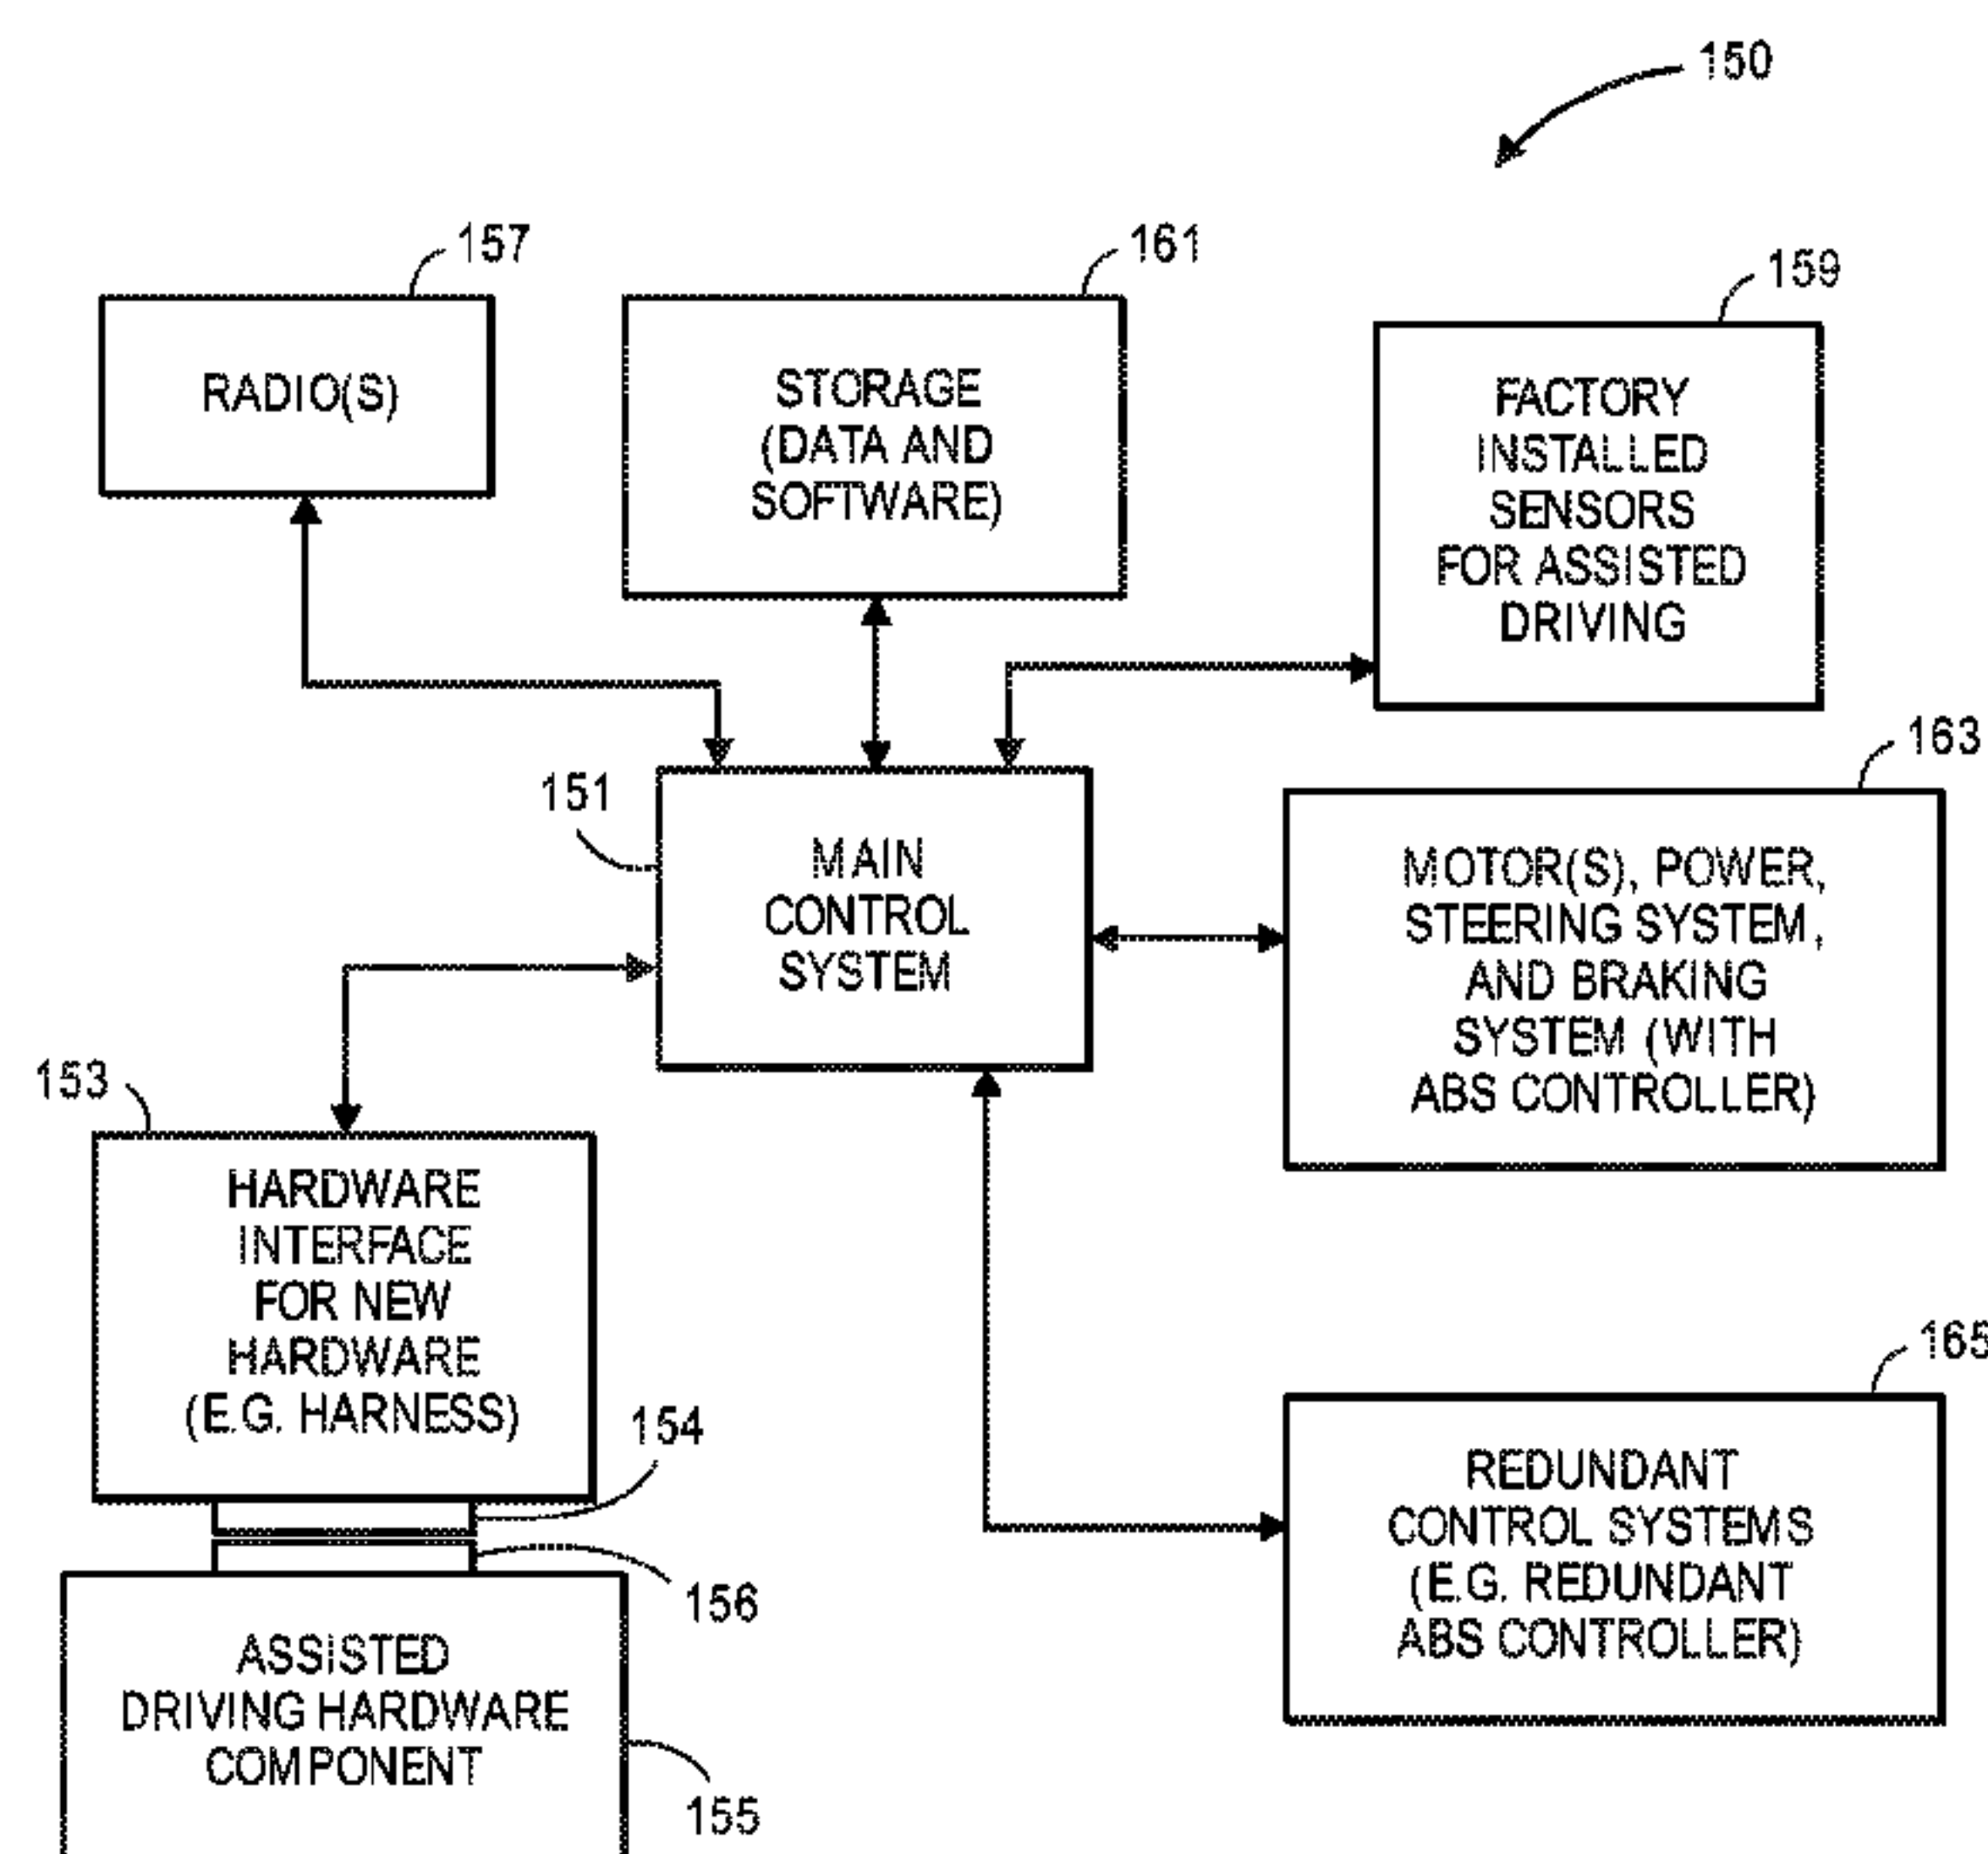 150
157
161
159
RADIO(S)
STORAGE
(DATA AND
SOFTWARE)
FACTORY
INSTALLED
SENSORS
FOR ASSISTED
DRIVING
163
151
MAIN
CONTROL
SYSTEM
MOTOR(S), POWER,
STEERING SYSTEM,
AND BRAKING
SYSTEM (WITH
ABS CONTROLLER)
153
HARDWARE
INTERFACE
FOR NEW
HARDWARE
(E.G. HARNESS)
154
165
REDUNDANT
CONTROL SYSTEMS
(E.G. REDUNDANT
ABS CONTROLLER)
156
ASSISTED
DRIVING HARDWARE
COMPONENT
155